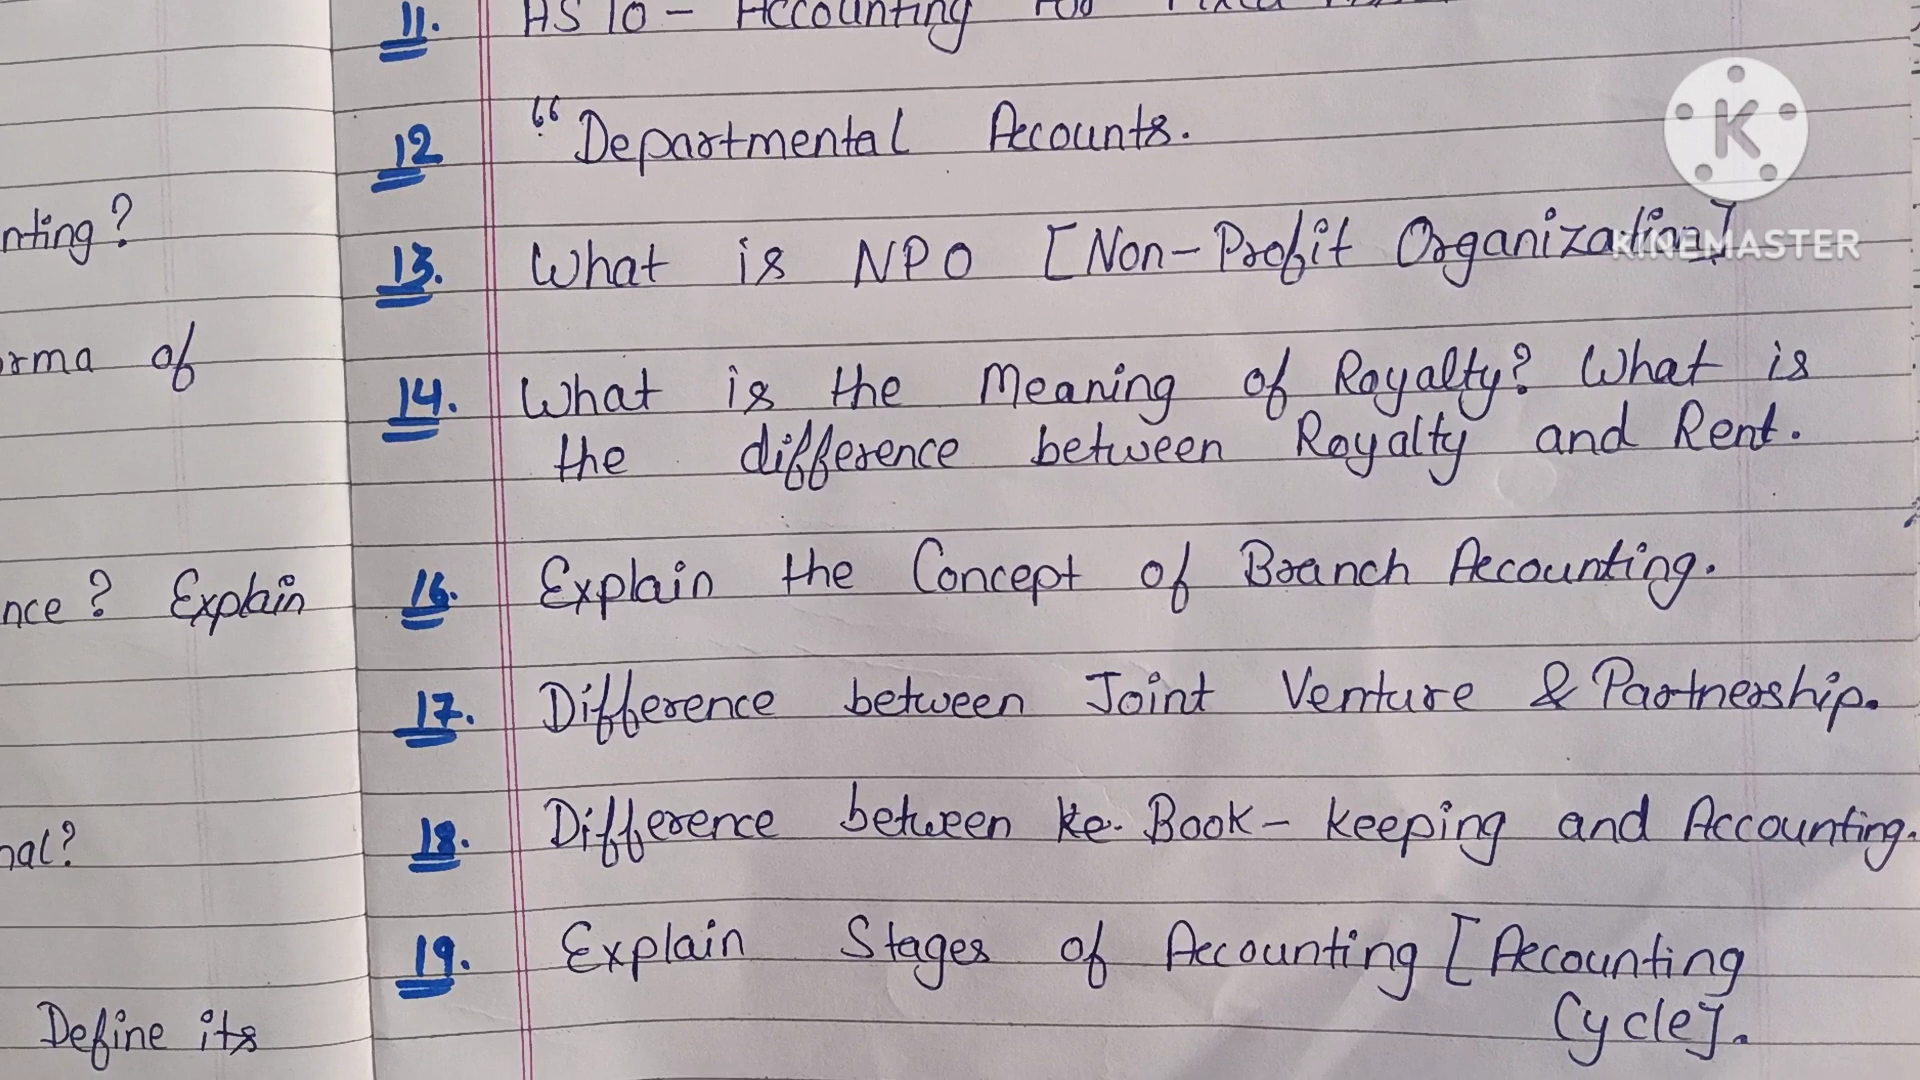 11. AS 10 - Accounting For Fixed
12 "Departmental Accounts.
nting?
13. What is NPO [Non-Profit Organization]
KINEMASTER
orma of
14. What is the Meaning of Royalty? What is
the difference between Royalty and Rent.
nce? Explain
16. Explain the Concept of Branch Accounting.
17. Difference between Joint Venture & Partnership.
18. Difference between Ke. Book-keeping and Accounting.
nal?
19. Explain Stages of Accounting [Accounting
Cycle].
Define its